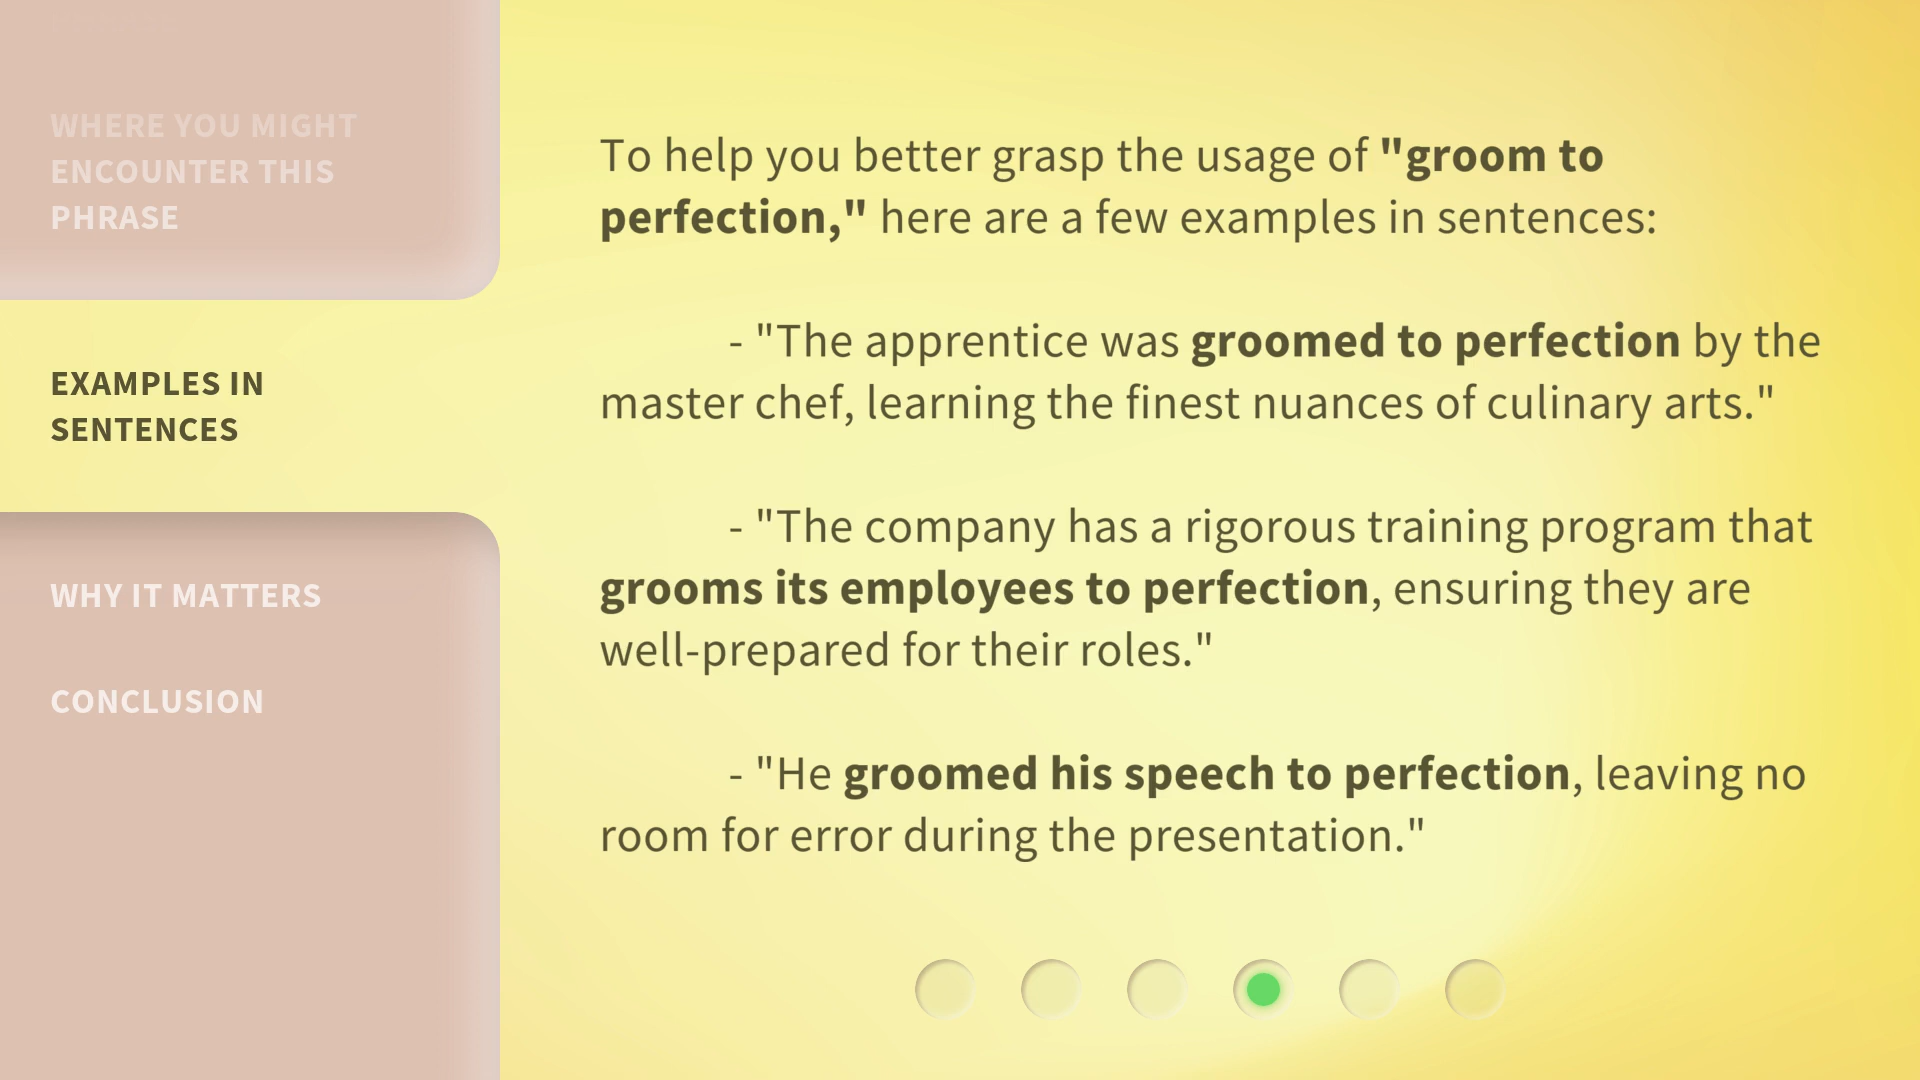 WHERE YOU MIGHT
ENCOUNTER THIS
PHRASE
EXAMPLES IN
SENTENCES
WHY IT MATTERS
CONCLUSION
To help you better grasp the usage of "groom to
perfection," here are a few examples in sentences:
- "The apprentice was groomed to perfection by the
master chef, learning the finest nuances of culinary arts."
- "The company has a rigorous training program that
grooms its employees to perfection, ensuring they are
well-prepared for their roles."
- "He groomed his speech to perfection, leaving no
room for error during the presentation."